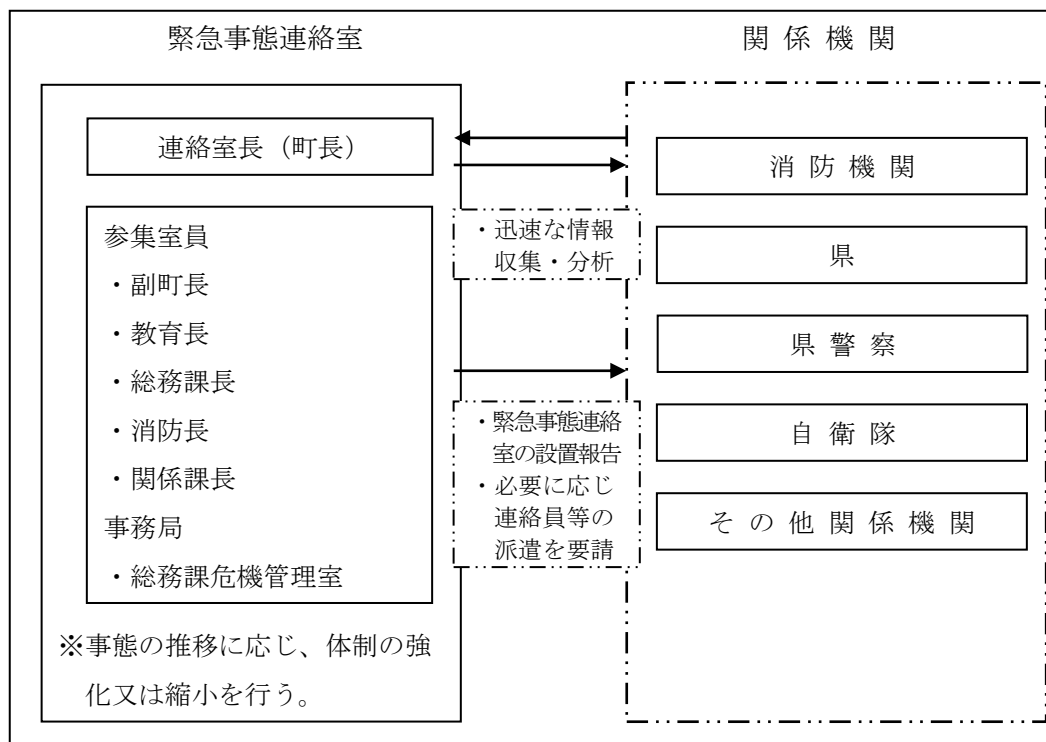 緊急事態連絡室
関 係 機 関
連絡室長（町長）
参集室員
・副町長
・教育長
・総務課長
・消防長
・関係課長
事務局
・総務課危機管理室
※事態の推移に応じ、体制の強
化又は縮小を行う。
・迅速な情報
収集・分析
・緊急事態連絡
室の設置報告
・必要に応じ
連絡員等の
派遣を要請
消 防 機 関
県
県 警 察
自 衛 隊
そ の 他 関 係 機 関